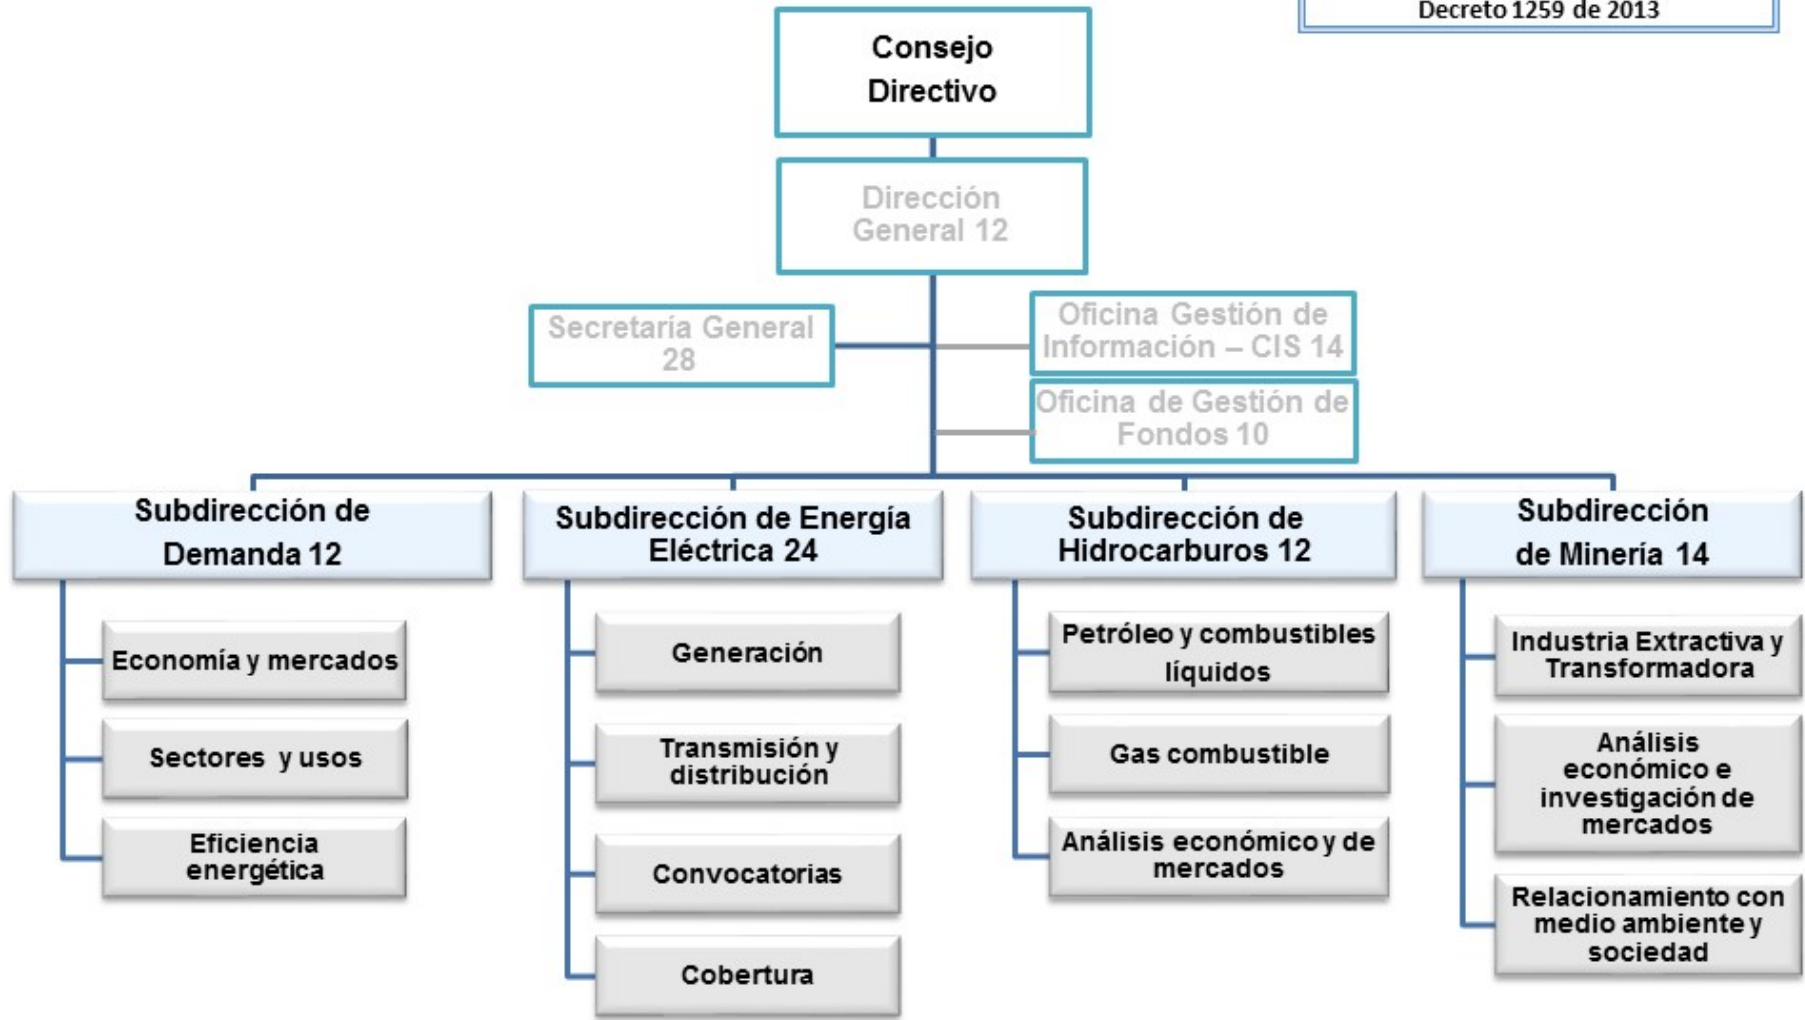 Decreto 1259 de 2013
Consejo
Directivo
Dirección
General 12
Secretaría General
28
Oficina Gestión de
Información – CIS 14
Oficina de Gestión de
Fondos 10
Subdirección de
Demanda 12
Economía y mercados
Sectores y usos
Eficiencia
energética
Subdirección de Energía
Eléctrica 24
Generación
Transmisión y
distribución
Convocatorias
Cobertura
Subdirección de
Hidrocarburos 12
Petróleo y combustibles
líquidos
Gas combustible
Análisis económico y de
mercados
Subdirección
de Minería 14
Industria Extractiva y
Transformadora
Análisis
económico e
investigación de
mercados
Relacionamiento con
medio ambiente y
sociedad